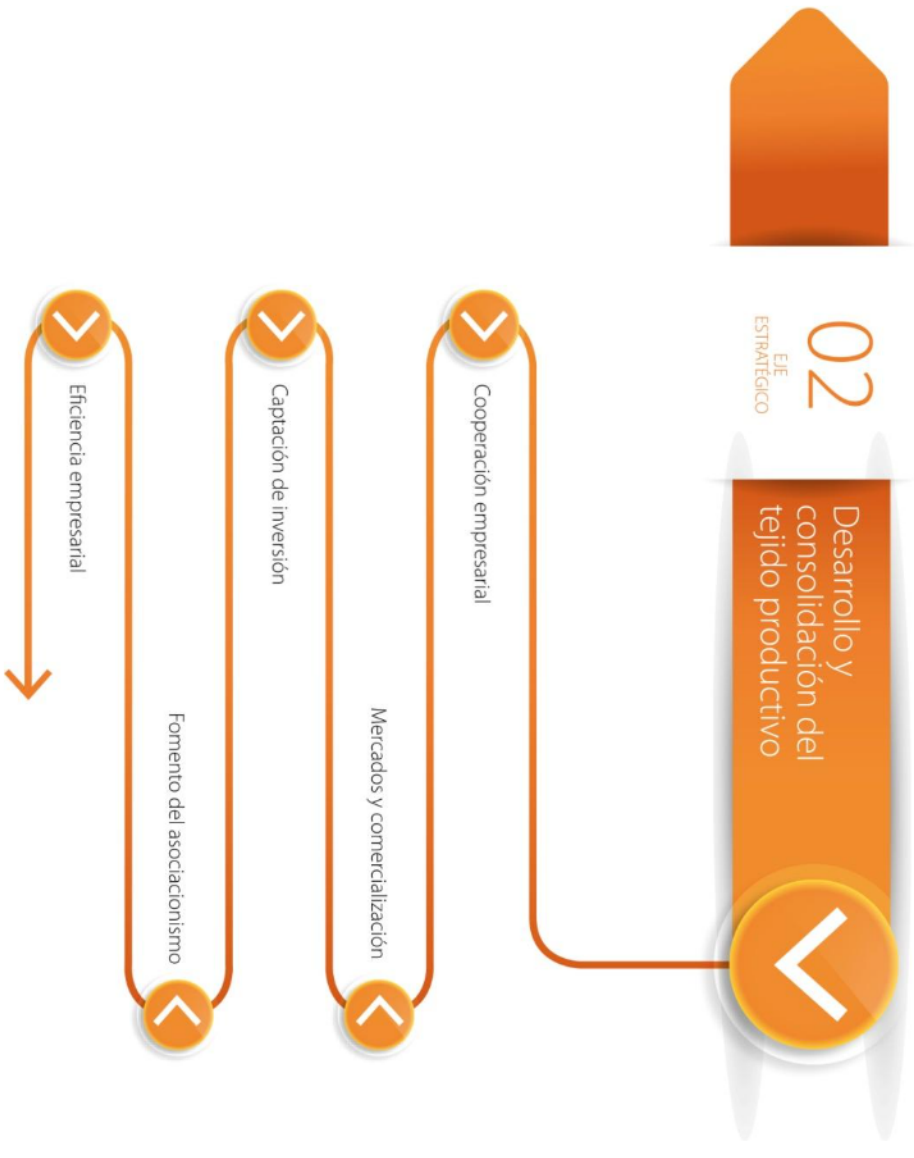 02
EJE
ESTRATÉGICO
Desarrollo y
consolidación del
tejido productivo
Cooperación empresarial
Mercados y comercialización
Captación de inversión
Fomento del asociacionismo
Eficiencia empresarial